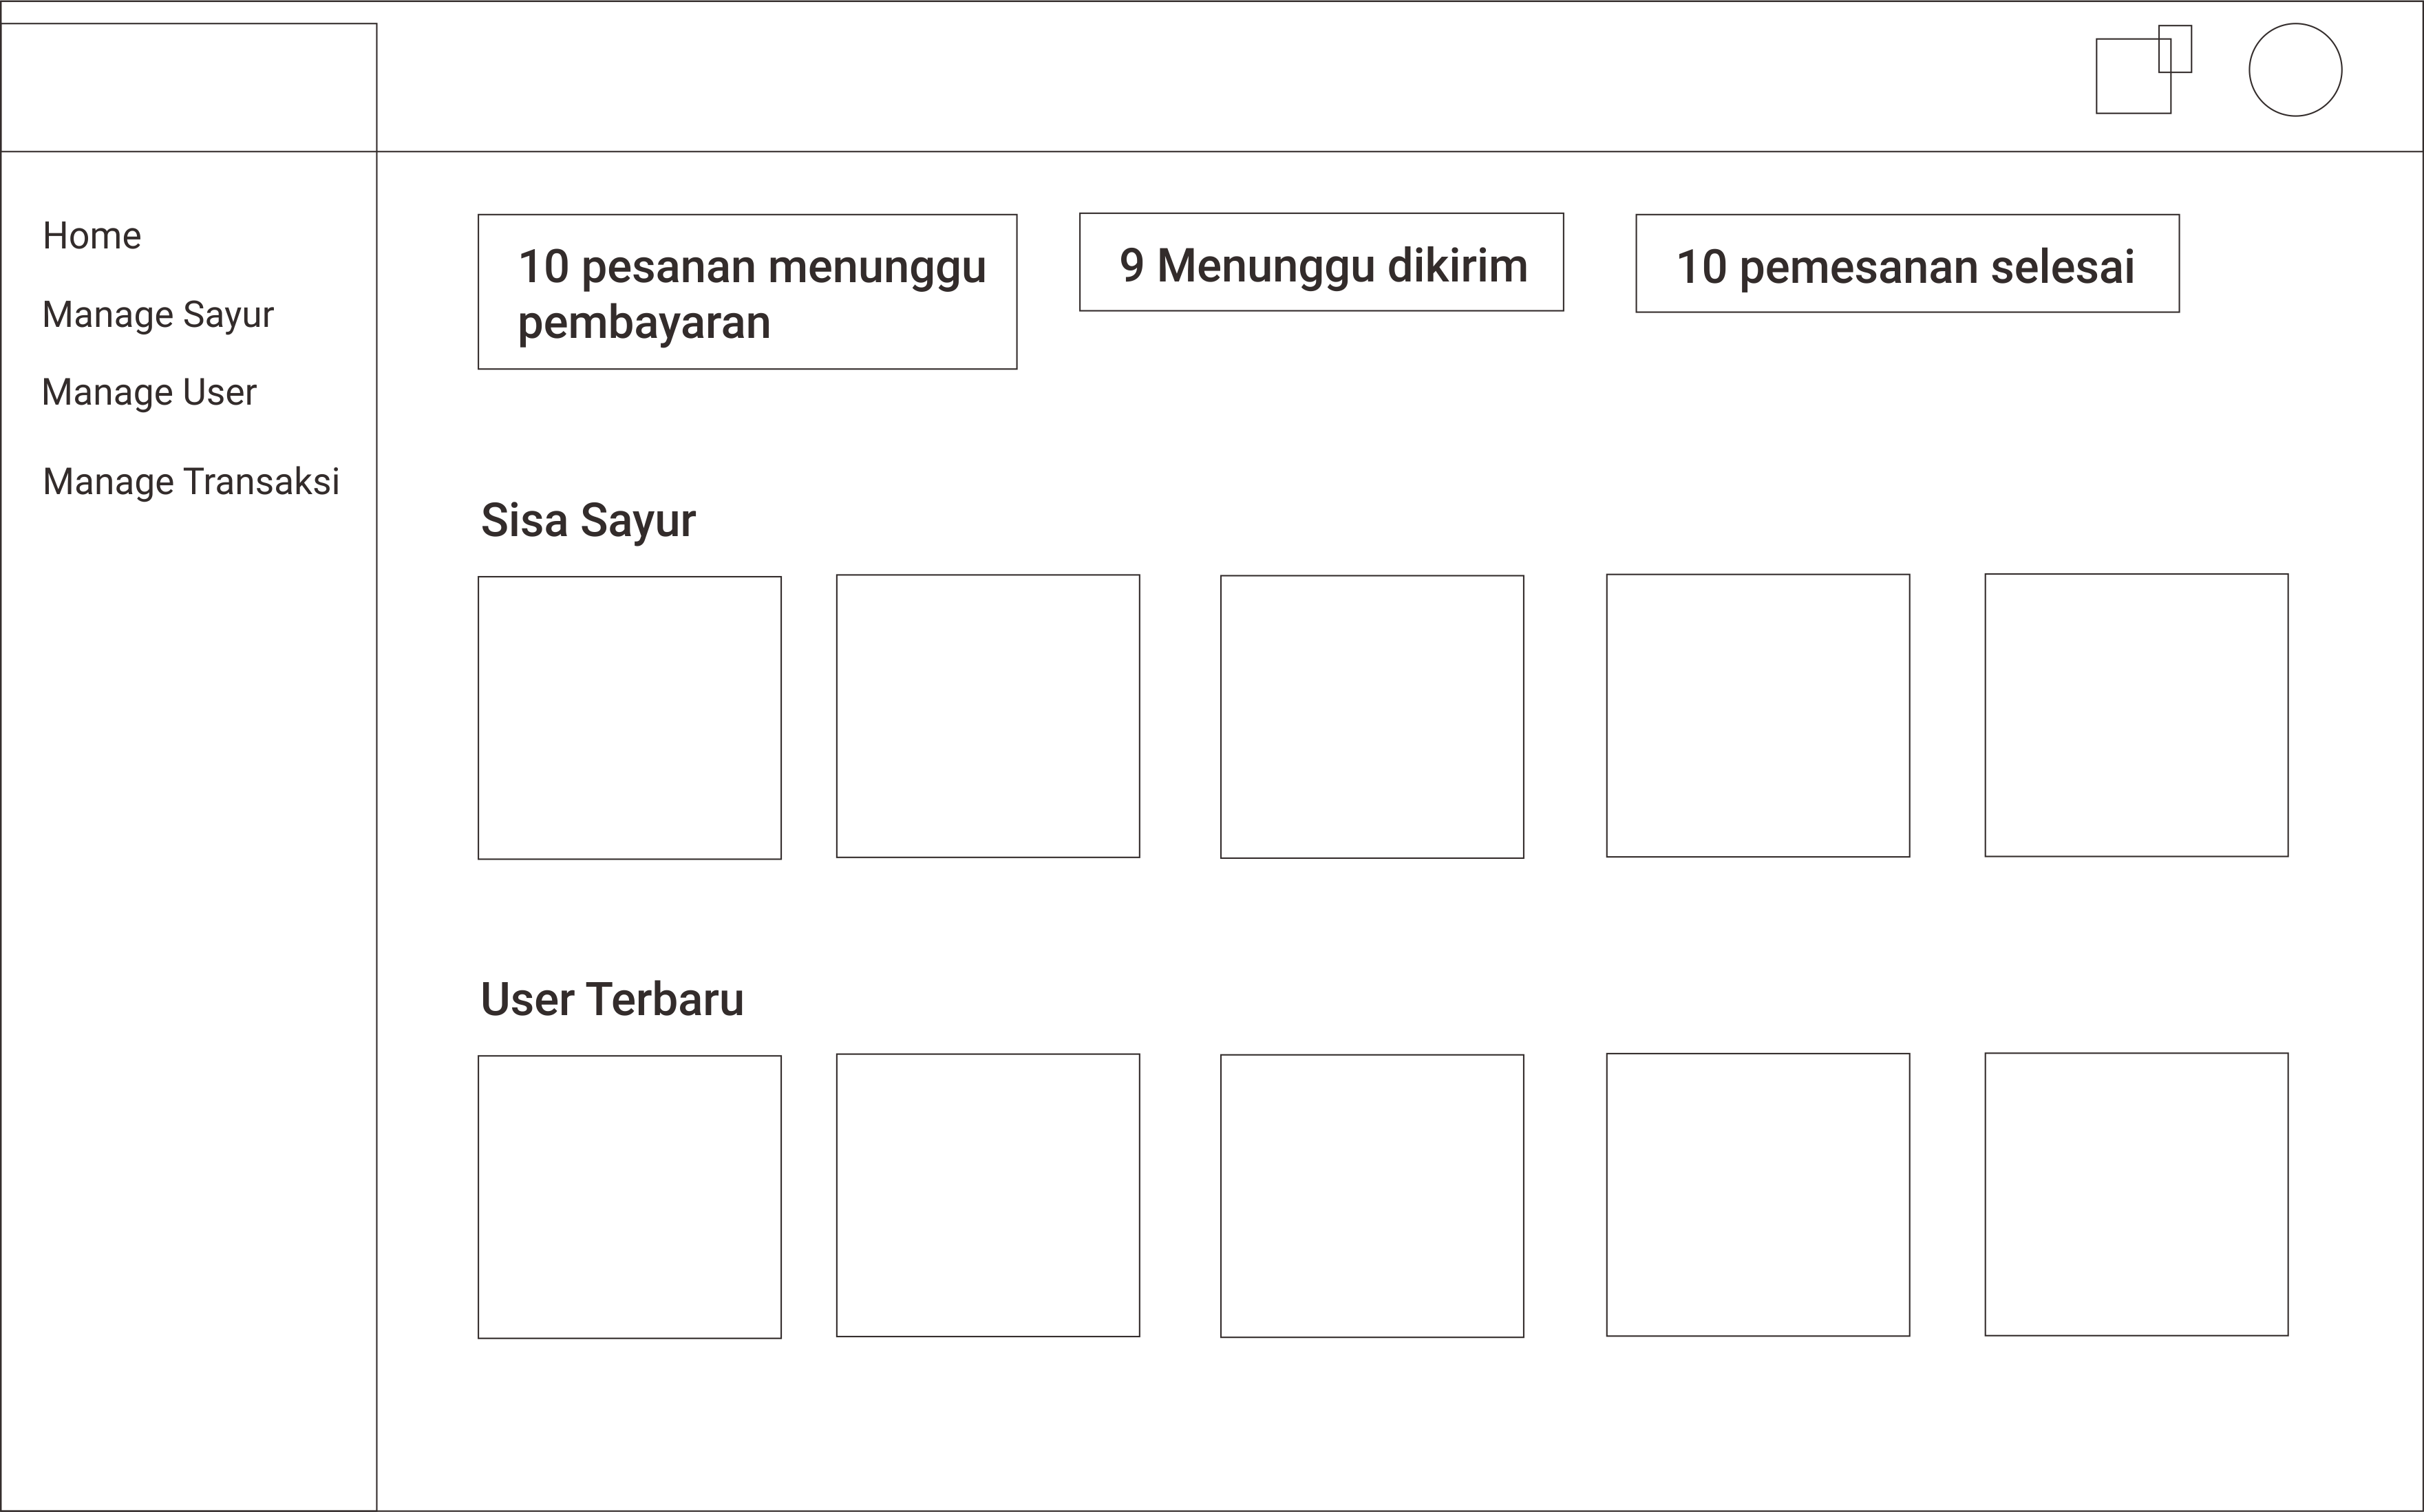 Home
Manage Sayur
Manage User
Manage Transaksi
10 pesanan menunggu
pembayaran
9 Menunggu dikirim
10 pemesanan selesai
Sisa Sayur
User Terbaru